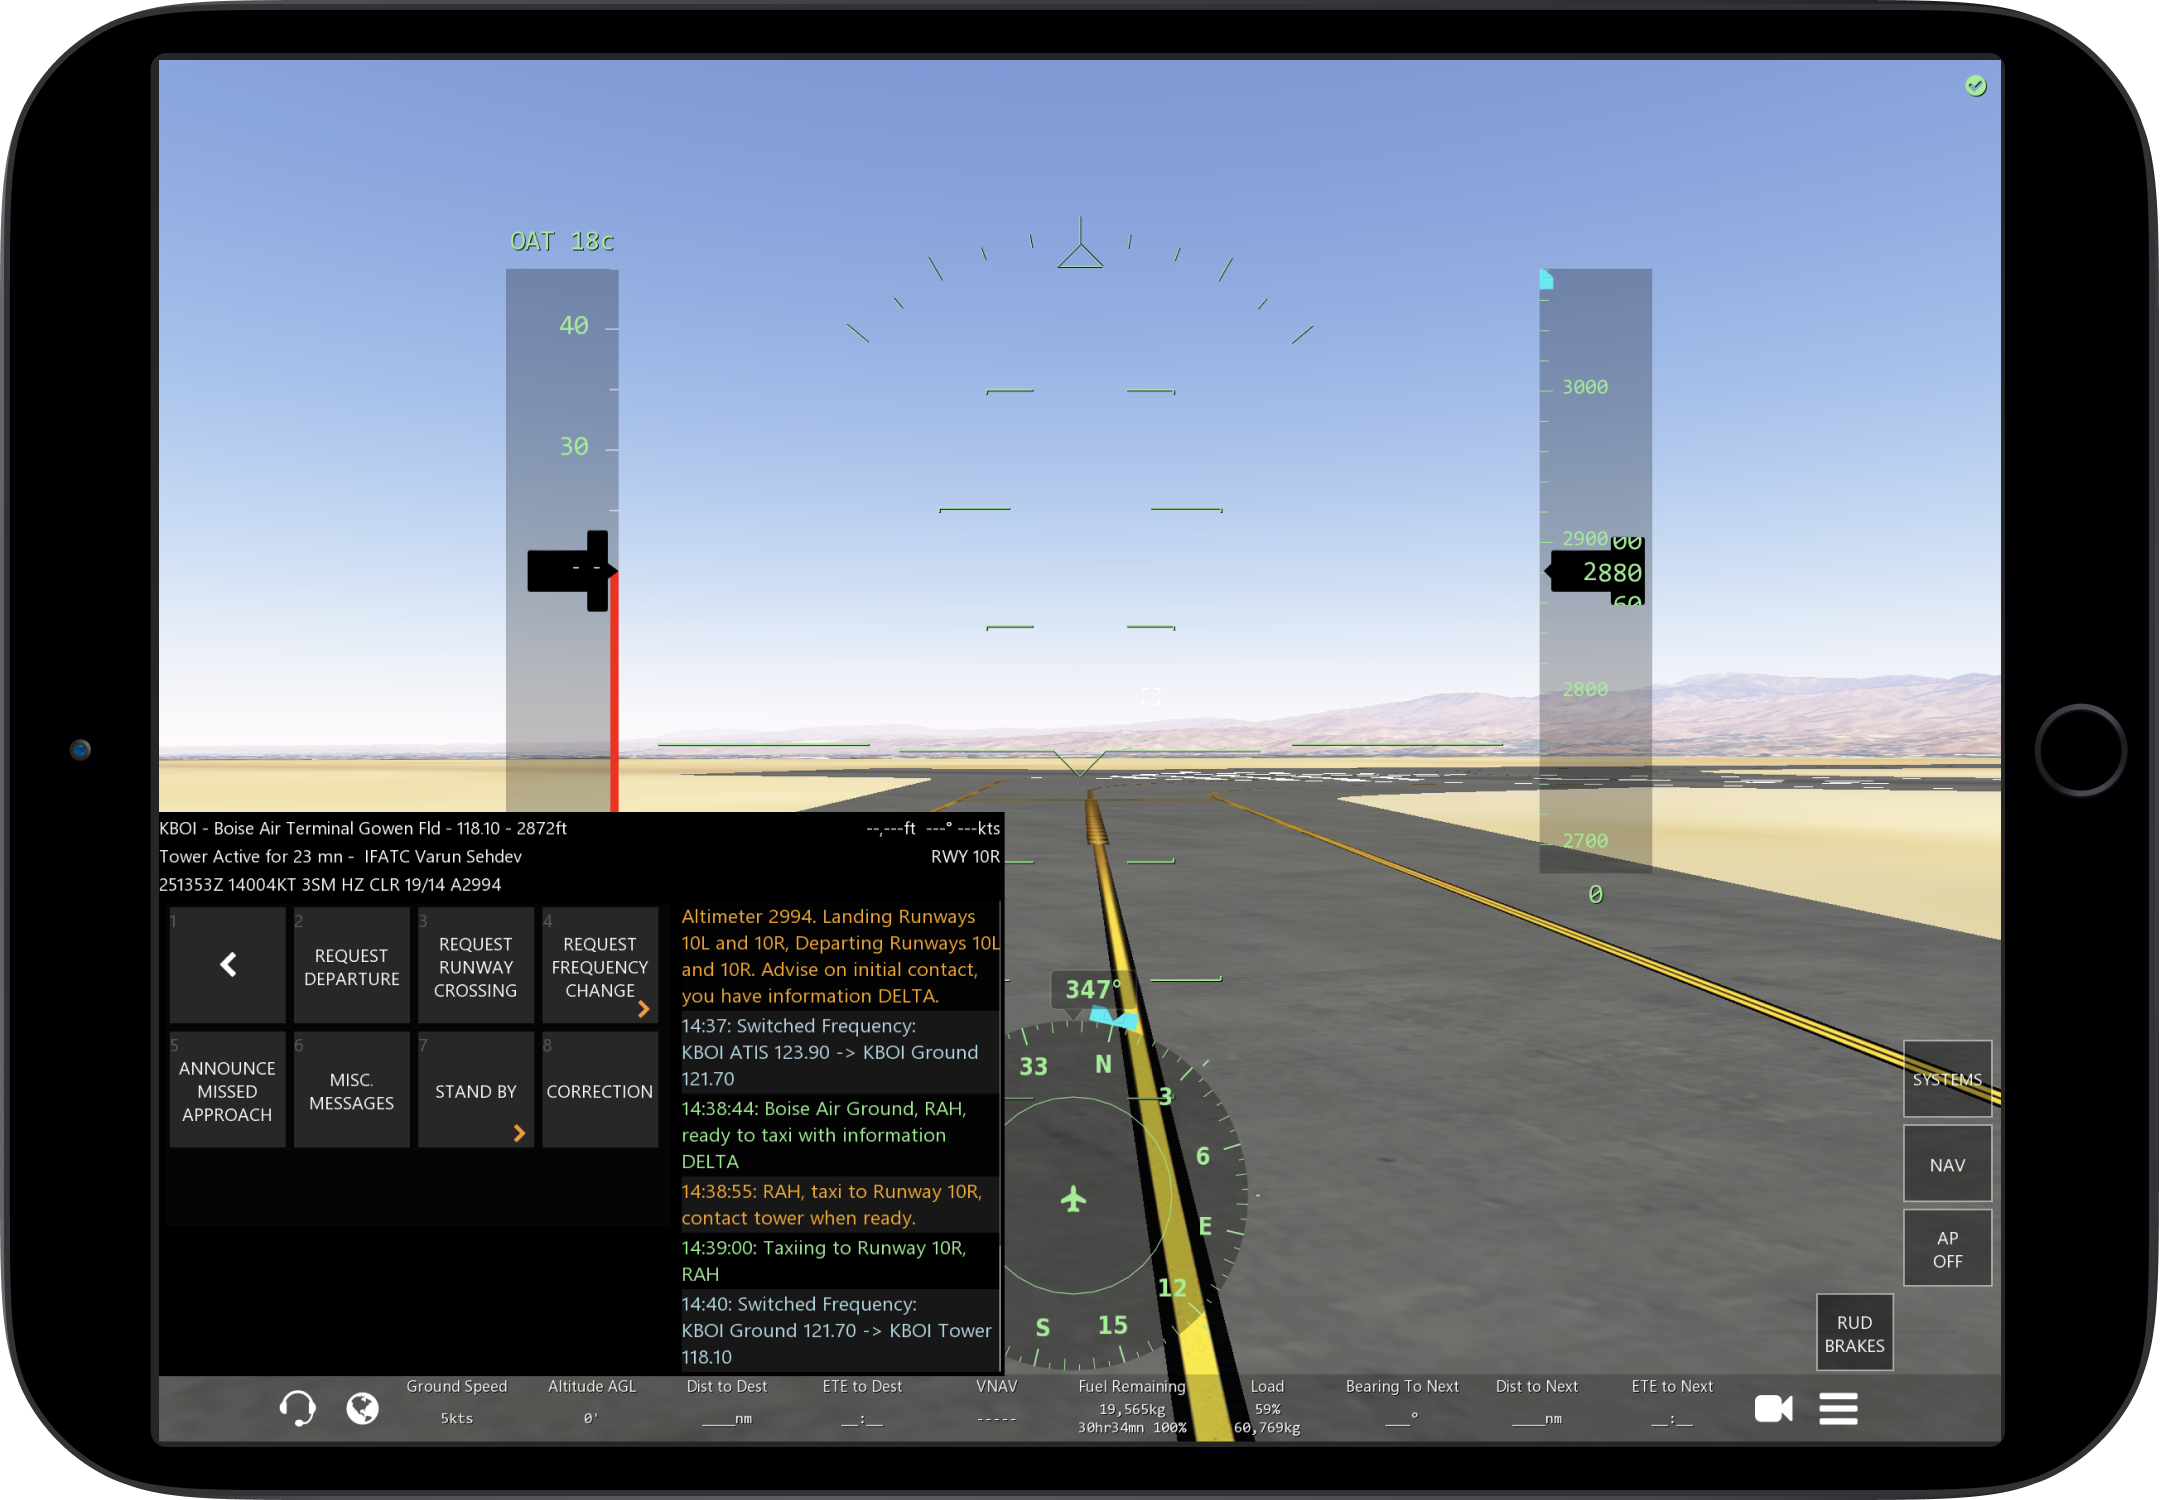 OAT 18c
40
30
3000
2900
00
2880
60
2800
2700
0
KBOI - Boise Air Terminal Gowen Fld - 118.10 - 2872ft
--,---ft ---° ---kts
Tower Active for 23 mn - IFATC Varun Sehdev
RWY 10R
251353Z 14004KT 3SM HZ CLR 19/14 A2994
1
2
REQUEST
DEPARTURE
3
REQUEST
RUNWAY
CROSSING
4
REQUEST
FREQUENCY
CHANGE
5
ANNOUNCE
MISSED
APPROACH
6
MISC.
MESSAGES
7
STAND BY
8
CORRECTION
Altimeter 2994. Landing Runways
10L and 10R, Departing Runways 10L
and 10R. Advise on initial contact,
you have information DELTA.
14:37: Switched Frequency:
KBOI ATIS 123.90 -> KBOI Ground
121.70
14:38:44: Boise Air Ground, RAH,
ready to taxi with information
DELTA
14:38:55: RAH, taxi to Runway 10R,
contact tower when ready.
14:39:00: Taxiing to Runway 10R,
RAH
14:40: Switched Frequency:
KBOI Ground 121.70 -> KBOI Tower
118.10
347°
33
N
3
6
E
12
15
S
SYSTEMS
NAV
AP
OFF
RUD
BRAKES
Ground Speed
5kts
Altitude AGL
0'
Dist to Dest
____nm
ETE to Dest
__:__
VNAV
-----
Fuel Remaining
19,565kg
30hr34mn 100%
Load
59%
60,769kg
Bearing To Next
___°
Dist to Next
____nm
ETE to Next
__:__